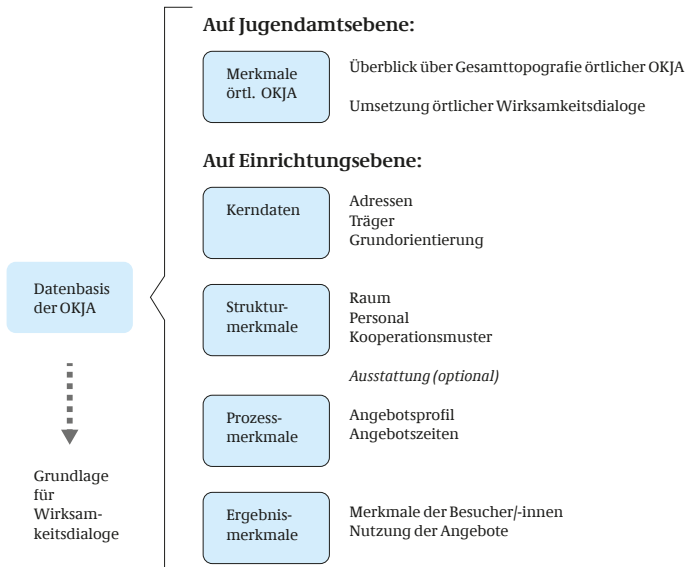 Auf Jugendamtsebene:
Merkmale
örtl. OKJA
Überblick über Gesamttopografie örtlicher OKJA
Umsetzung örtlicher Wirksamkeitsdialoge
Auf Einrichtungsebene:
Kerndaten
Adressen
Träger
Grundorientierung
Datenbasis
der OKJA
Struktur-
merkmale
Raum
Personal
Kooperationsmuster
Ausstattung (optional)
Prozess-
merkmale
Angebotsprofil
Angebotszeiten
Grundlage
für
Wirksam-
keitsdialoge
Ergebnis-
merkmale
Merkmale der Besucher/-innen
Nutzung der Angebote